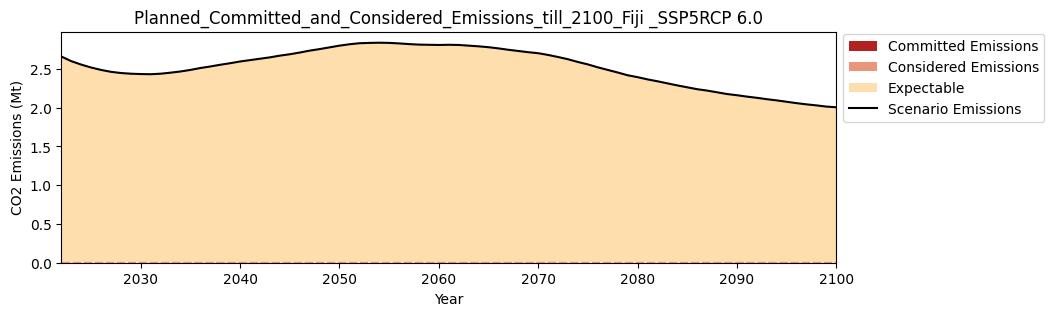 Planned_Committed_and_Considered_Emissions_till_2100_Fiji _SSP5RCP 6.0
Committed Emissions
Considered Emissions
Expectable
Scenario Emissions
CO2 Emissions (Mt)
2.5
2.0
1.5
1.0
0.5
0.0
2030 2040 2050 2060 2070 2080 2090 2100
Year